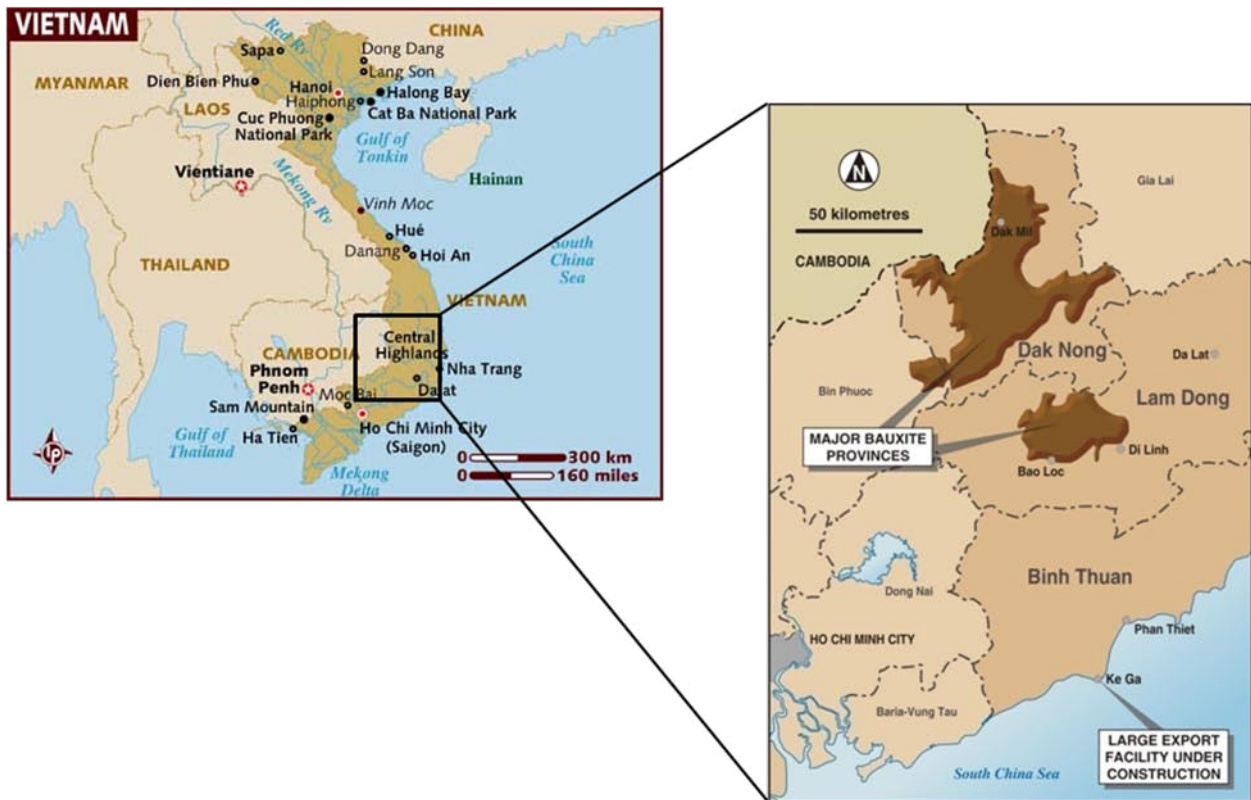 VIETNAM
CHINA
MYANMAR
LAOS
THAILAND
CAMBODIA
VIETNAM
Red Rv
Sapa
Dong Dang
Lang Son
Dien Bien Phu
Hanoi
Haiphong
Halong Bay
Cat Ba National Park
Cuc Phuong
National Park
Gulf of
Tonkin
Hainan
Vientiane
Mekong Rv
Vinh Moc
Hué
Danang
Hoi An
South
China
Sea
Central
Highlands
Phnom
Penh
Nha Trang
Dalat
Moc Bai
Sam Mountain
Ha Tien
Ho Chi Minh City
(Saigon)
Gulf of
Thailand
Mekong
Delta
lp
0 300 km
0 160 miles
N
50 kilometres
CAMBODIA
Gia Lai
Dak Mil
Dak Nong
Da Lat
Bin Phuoc
Lam Dong
MAJOR BAUXITE
PROVINCES
Di Linh
Bao Loc
Binh Thuan
Dong Nai
Phan Thiet
HO CHI MINH CITY
Ke Ga
Baria-Vung Tau
LARGE EXPORT
FACILITY UNDER
CONSTRUCTION
South China Sea